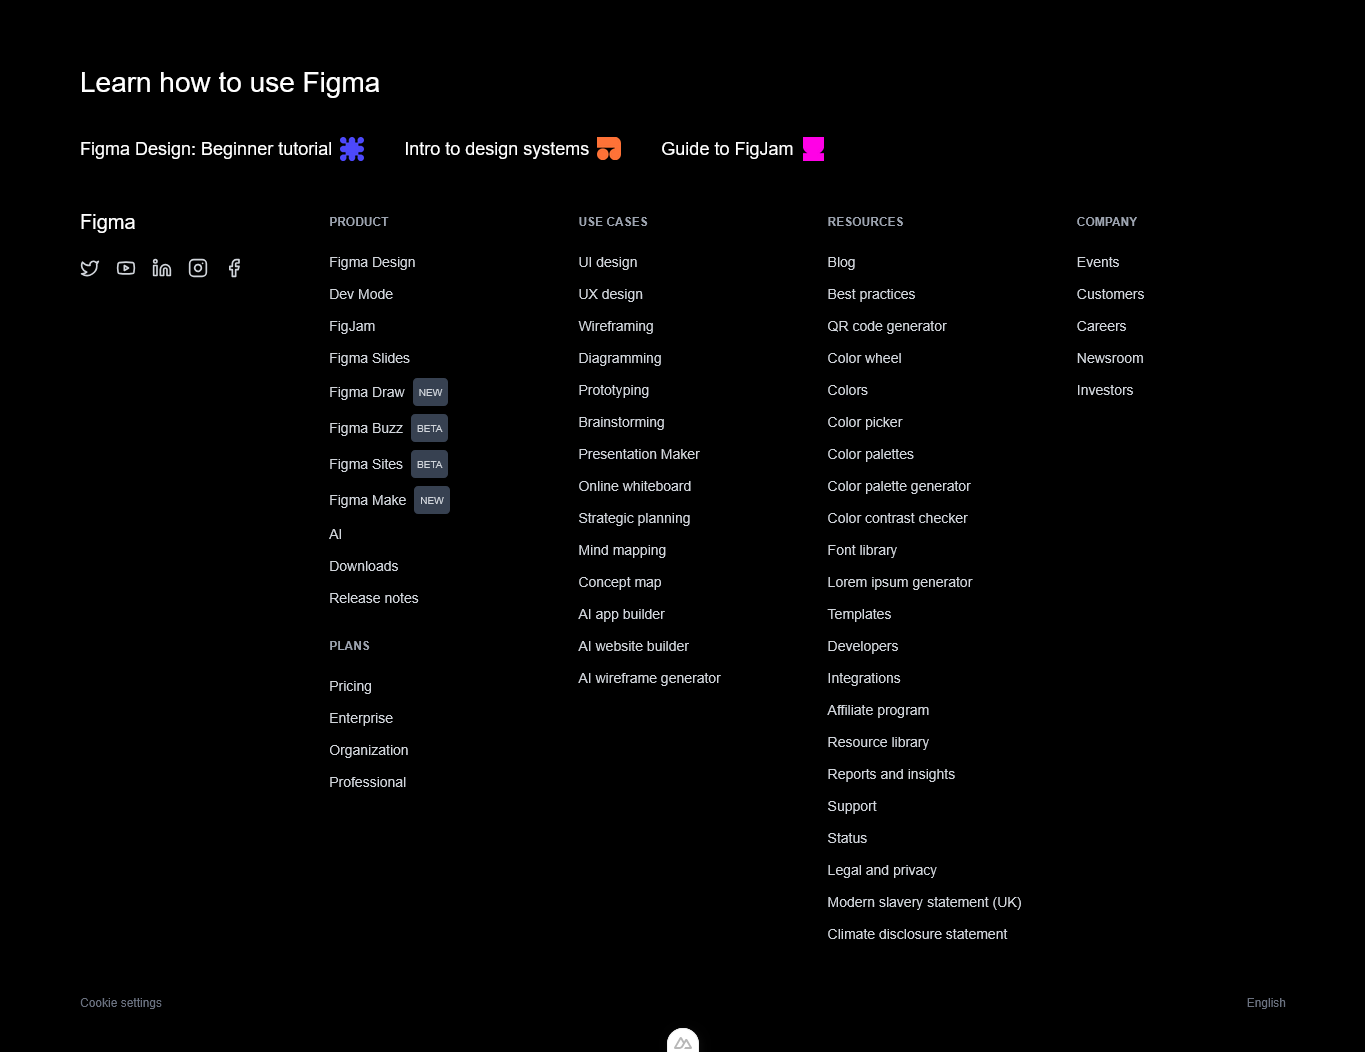 Learn how to use Figma
Figma Design: Beginner tutorial
Intro to design systems
Guide to FigJam
Figma
PRODUCT
Figma Design
Dev Mode
FigJam
Figma Slides
Figma Draw NEW
Figma Buzz BETA
Figma Sites BETA
Figma Make NEW
AI
Downloads
Release notes
PLANS
Pricing
Enterprise
Organization
Professional
USE CASES
UI design
UX design
Wireframing
Diagramming
Prototyping
Brainstorming
Presentation Maker
Online whiteboard
Strategic planning
Mind mapping
Concept map
AI app builder
AI website builder
AI wireframe generator
RESOURCES
Blog
Best practices
QR code generator
Color wheel
Colors
Color picker
Color palettes
Color palette generator
Color contrast checker
Font library
Lorem ipsum generator
Templates
Developers
Integrations
Affiliate program
Resource library
Reports and insights
Support
Status
Legal and privacy
Modern slavery statement (UK)
Climate disclosure statement
COMPANY
Events
Customers
Careers
Newsroom
Investors
Cookie settings
English